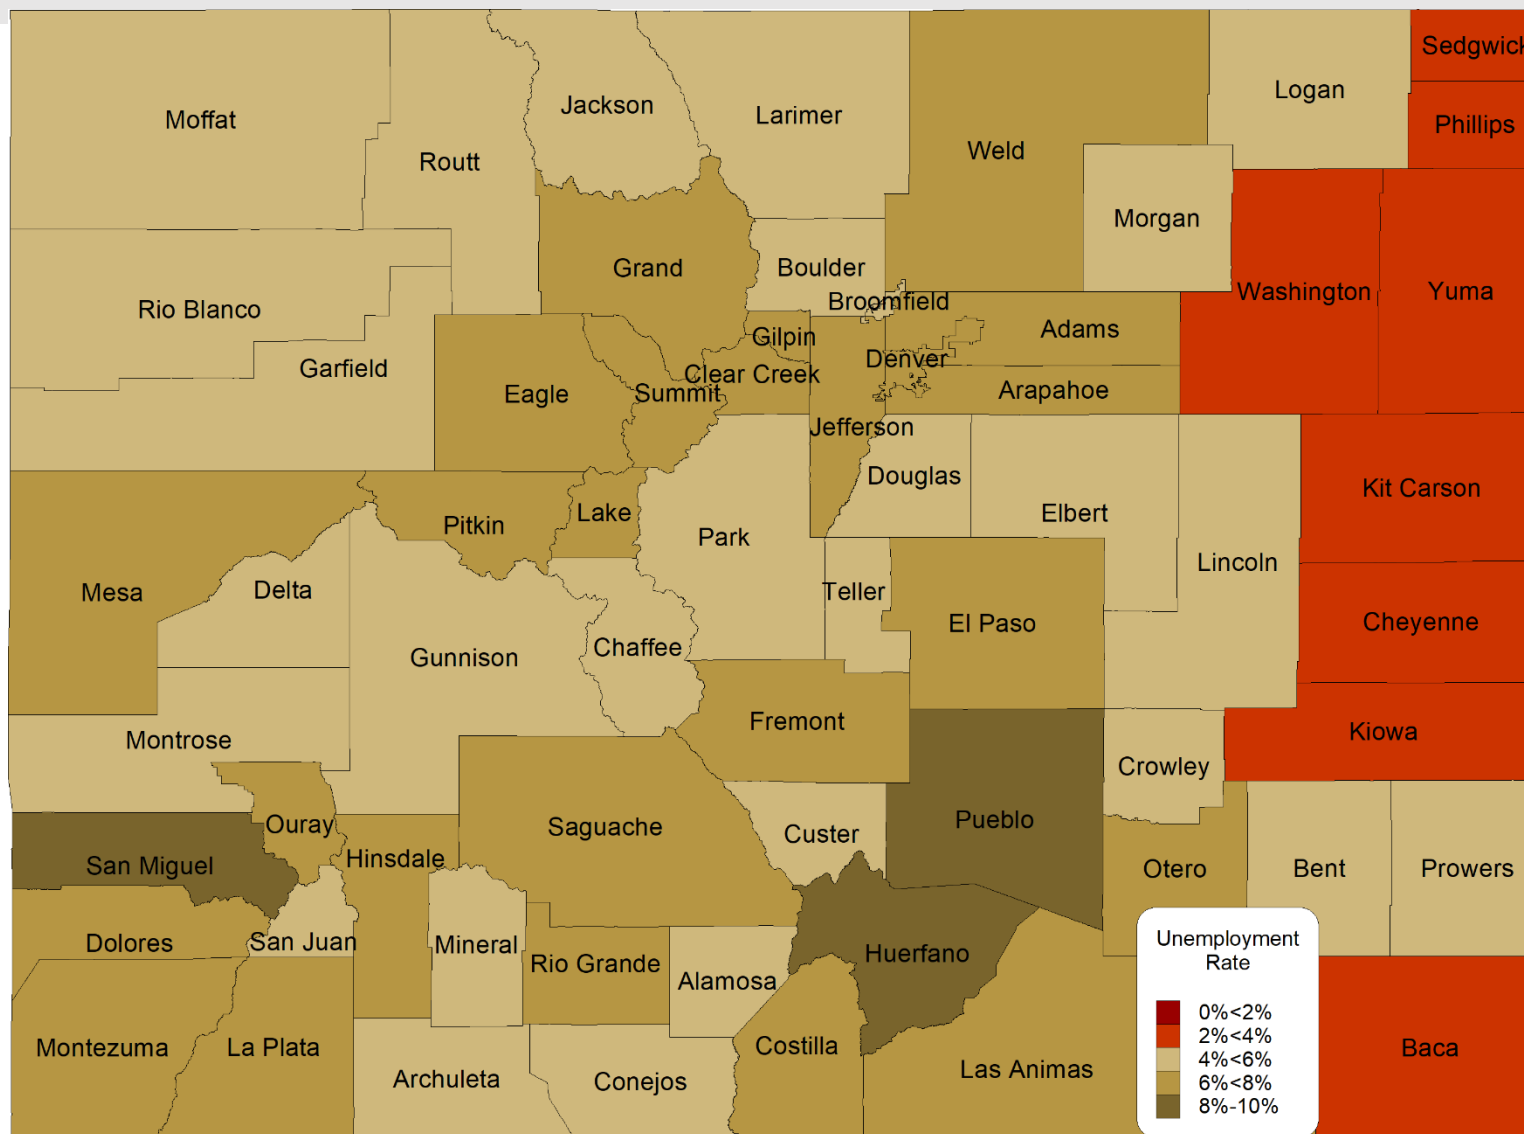 Sedgwick
Logan
Jackson
Larimer
Moffat
Phillips
Weld
Routt
Morgan
Grand
Boulder
Washington
Yuma
Broomfield
Rio Blanco
Adams
Gilpin
Denver
Garfield
Clear Creek
Eagle
Summit
Arapahoe
Jefferson
Douglas
Kit Carson
Lake
Elbert
Pitkin
Park
Lincoln
Delta
Teller
Mesa
Cheyenne
El Paso
Chaffee
Gunnison
Fremont
Kiowa
Montrose
Crowley
Pueblo
Ouray
Saguache
Custer
Hinsdale
San Miguel
Otero
Bent
Prowers
Dolores
San Juan
Mineral
Huerfano
Rio Grande
Alamosa
Montezuma
La Plata
Costilla
Baca
Las Animas
Archuleta
Conejos
Unemployment
Rate
0%<2%
2%<4%
4%<6%
6%<8%
8%-10%